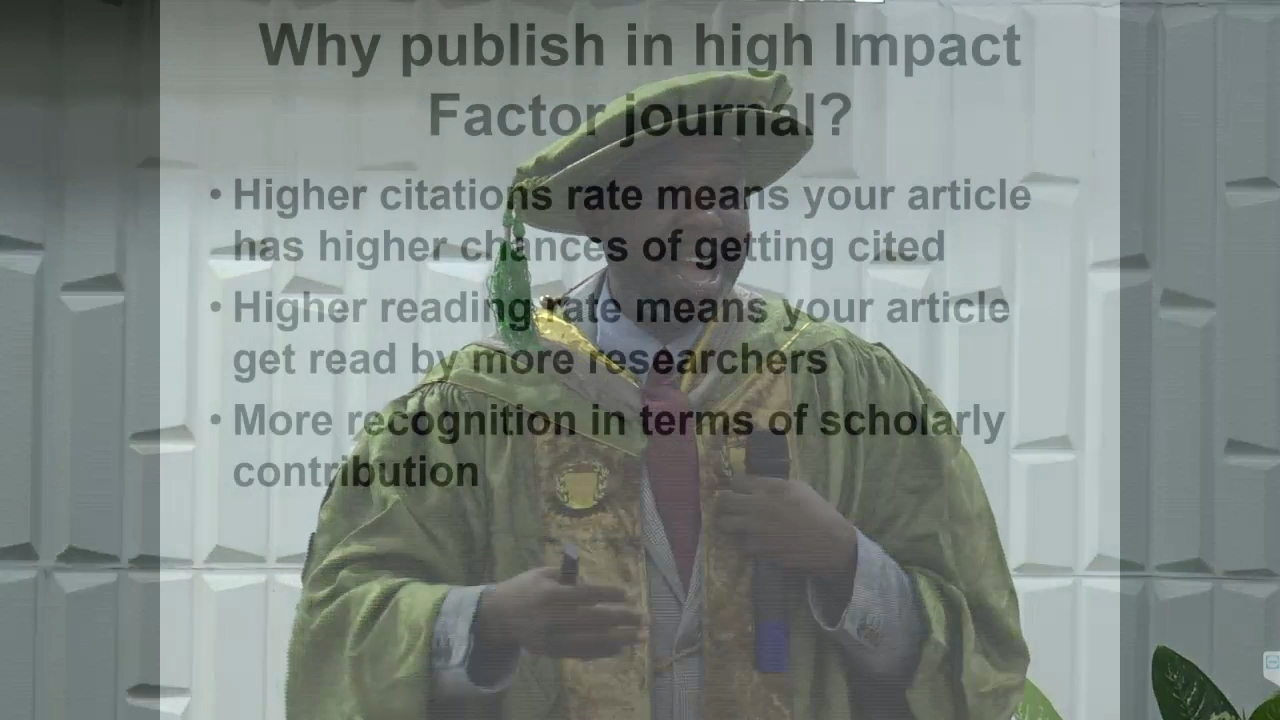 Why publish in high Impact
Factor journal?
• Higher citations rate means your article
has higher chances of getting cited
• Higher reading rate means your article
get read by more researchers
• More recognition in terms of scholarly
contribution